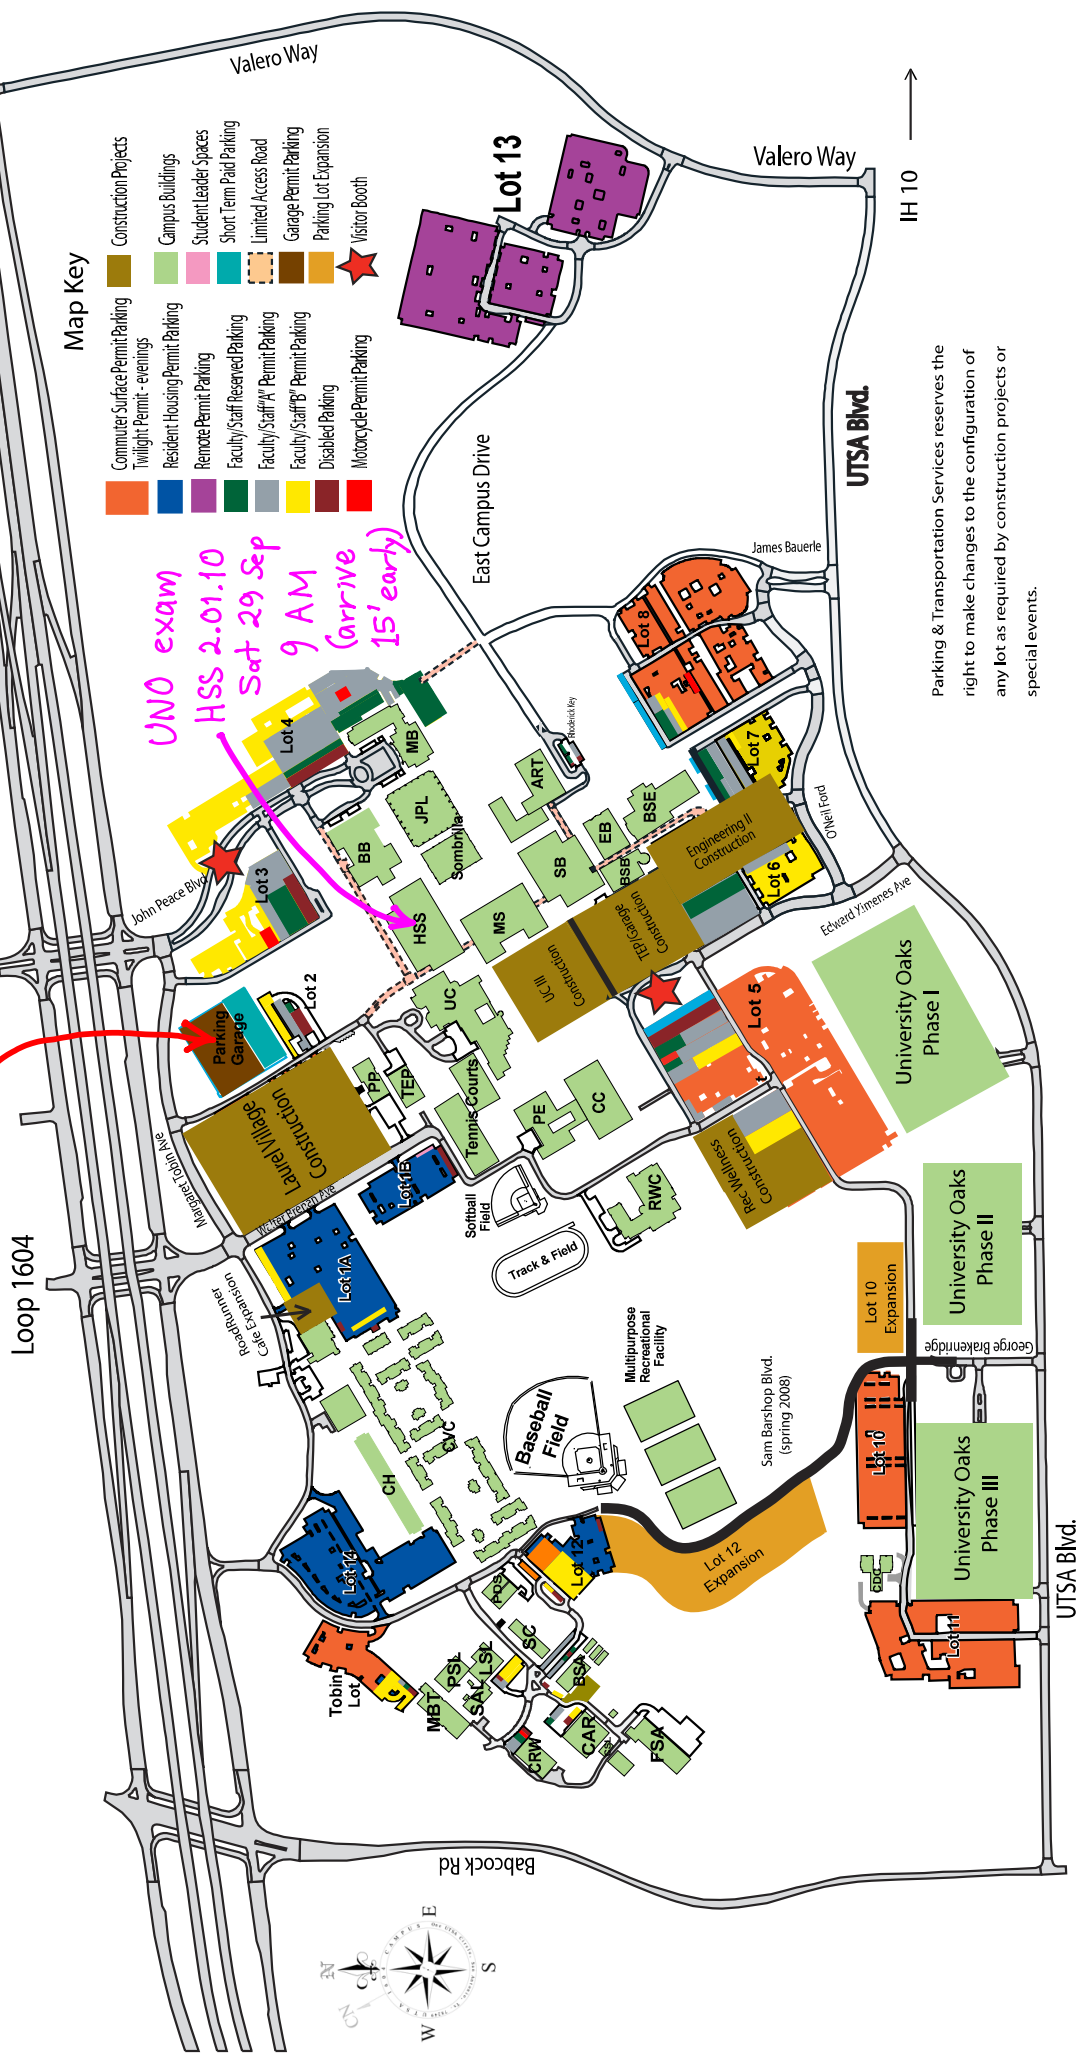 Loop 1604
Valero Way
Map Key
Commuter Surface Permit Parking
Twilight Permit - evenings
Resident Housing Permit Parking
Remote Permit Parking
Faculty/Staff Reserved Parking
Faculty/Staff "A" Permit Parking
Faculty/Staff "B" Permit Parking
Disabled Parking
Motorcycle Permit Parking
Construction Projects
Campus Buildings
Student Leader Spaces
Short Term Paid Parking
Limited Access Road
Garage Permit Parking
Parking Lot Expansion
Visitor Booth
UNO exam
HSS 2.01.10
Sat 29 Sep
9 AM
(arrive
15' early)
Lot 13
Valero Way
IH 10
UTSA Blvd.
East Campus Drive
James Bauerle
Parking & Transportation Services reserves the
right to make changes to the configuration of
any lot as required by construction projects or
special events.
Lot 4
MB
JPL
Sombrilla
BB
HSS
MS
ART
Roderick Key
SB
EB
BSE
BSB
Lot 8
Lot 7
Lot 6
Engineering II
Construction
O'Neil Ford
Edward Ximenes Ave
TEP/Garage
Construction
UC III
Construction
John Peace Blvd
Lot 3
Lot 2
Parking
Garage
UC
PP
TEP
Tennis Courts
PE
CC
Laurel Village
Construction
Margaret Tobin Ave
Walter Brenan Ave
Lot 1B
Lot 1A
Softball
Field
Track & Field
RWC
Rec Wellness
Construction
Lot 5
University Oaks
Phase I
University Oaks
Phase II
Lot 10
Expansion
George Brakenridge
RoadRunner
Cafe Expansion
Multipurpose
Recreational
Facility
Baseball
Field
Sam Barshop Blvd.
(spring 2008)
CVC
CH
Lot 14
Lot 12
Lot 12
Expansion
Lot 10
University Oaks
Phase III
CDC
Lot 11
UTSA Blvd.
Tobin
Lot
MBT
PSL
SAL
LSL
POS
SC
BSA
CRW
CAR
FSA
Babcock Rd
N
E
S
W
CN